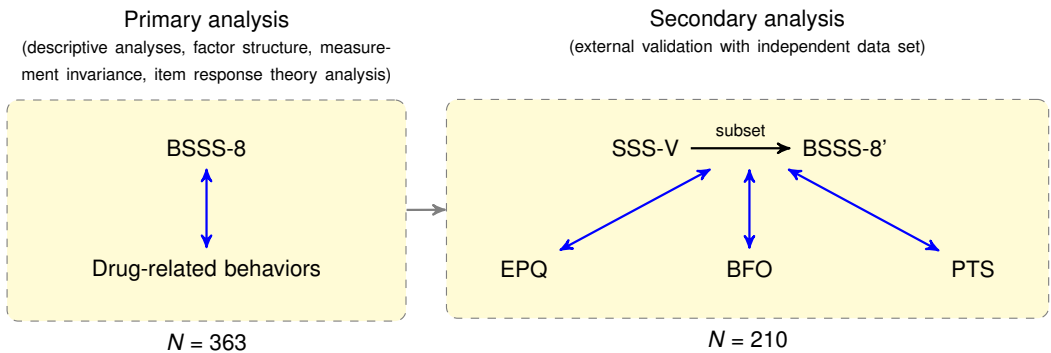 Primary analysis
(descriptive analyses, factor structure, measure-
ment invariance, item response theory analysis)
BSSS-8
Drug-related behaviors
N = 363
Secondary analysis
(external validation with independent data set)
subset
SSS-V
BSSS-8’
EPQ
BFO
PTS
N = 210